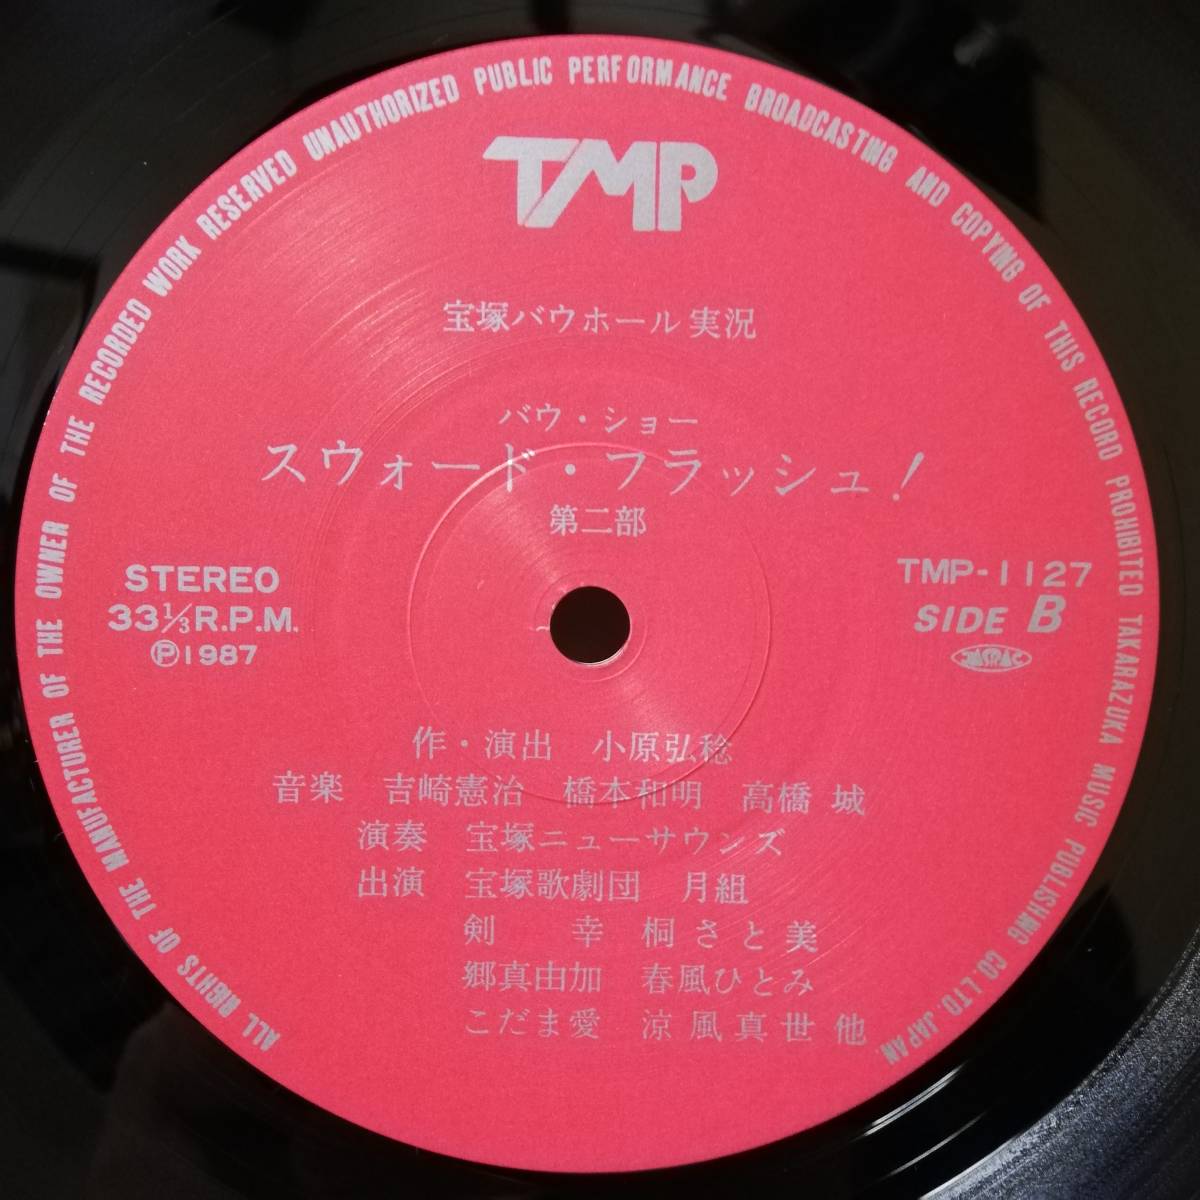 ALL RIGHTS OF THE MANUFACTURER OF THE OWNER OF THE RECORDED WORK RESERVED UNAUTHORIZED PUBLIC PERFORMANCE BROADCASTING AND COPYING OF THIS RECORD PROHIBITED TAKARAZUKA MUSIC PUBLISHING CO.LTD.JAPAN.
TMP
宝塚バウホール実況
バウ・ショー
スウォード・フラッシュ!
第二部
STEREO
33⅓R.P.M.
Ⓟ1987
TMP-1127
SIDE B
JASRAC
作・演出 小原弘稔
音楽 吉崎憲治 橋本和明 高橋 城
演奏 宝塚ニューサウンズ
出演 宝塚歌劇団 月組
剣 幸 桐さと美
郷真由加 春風ひとみ
こだま愛 涼風真世 他